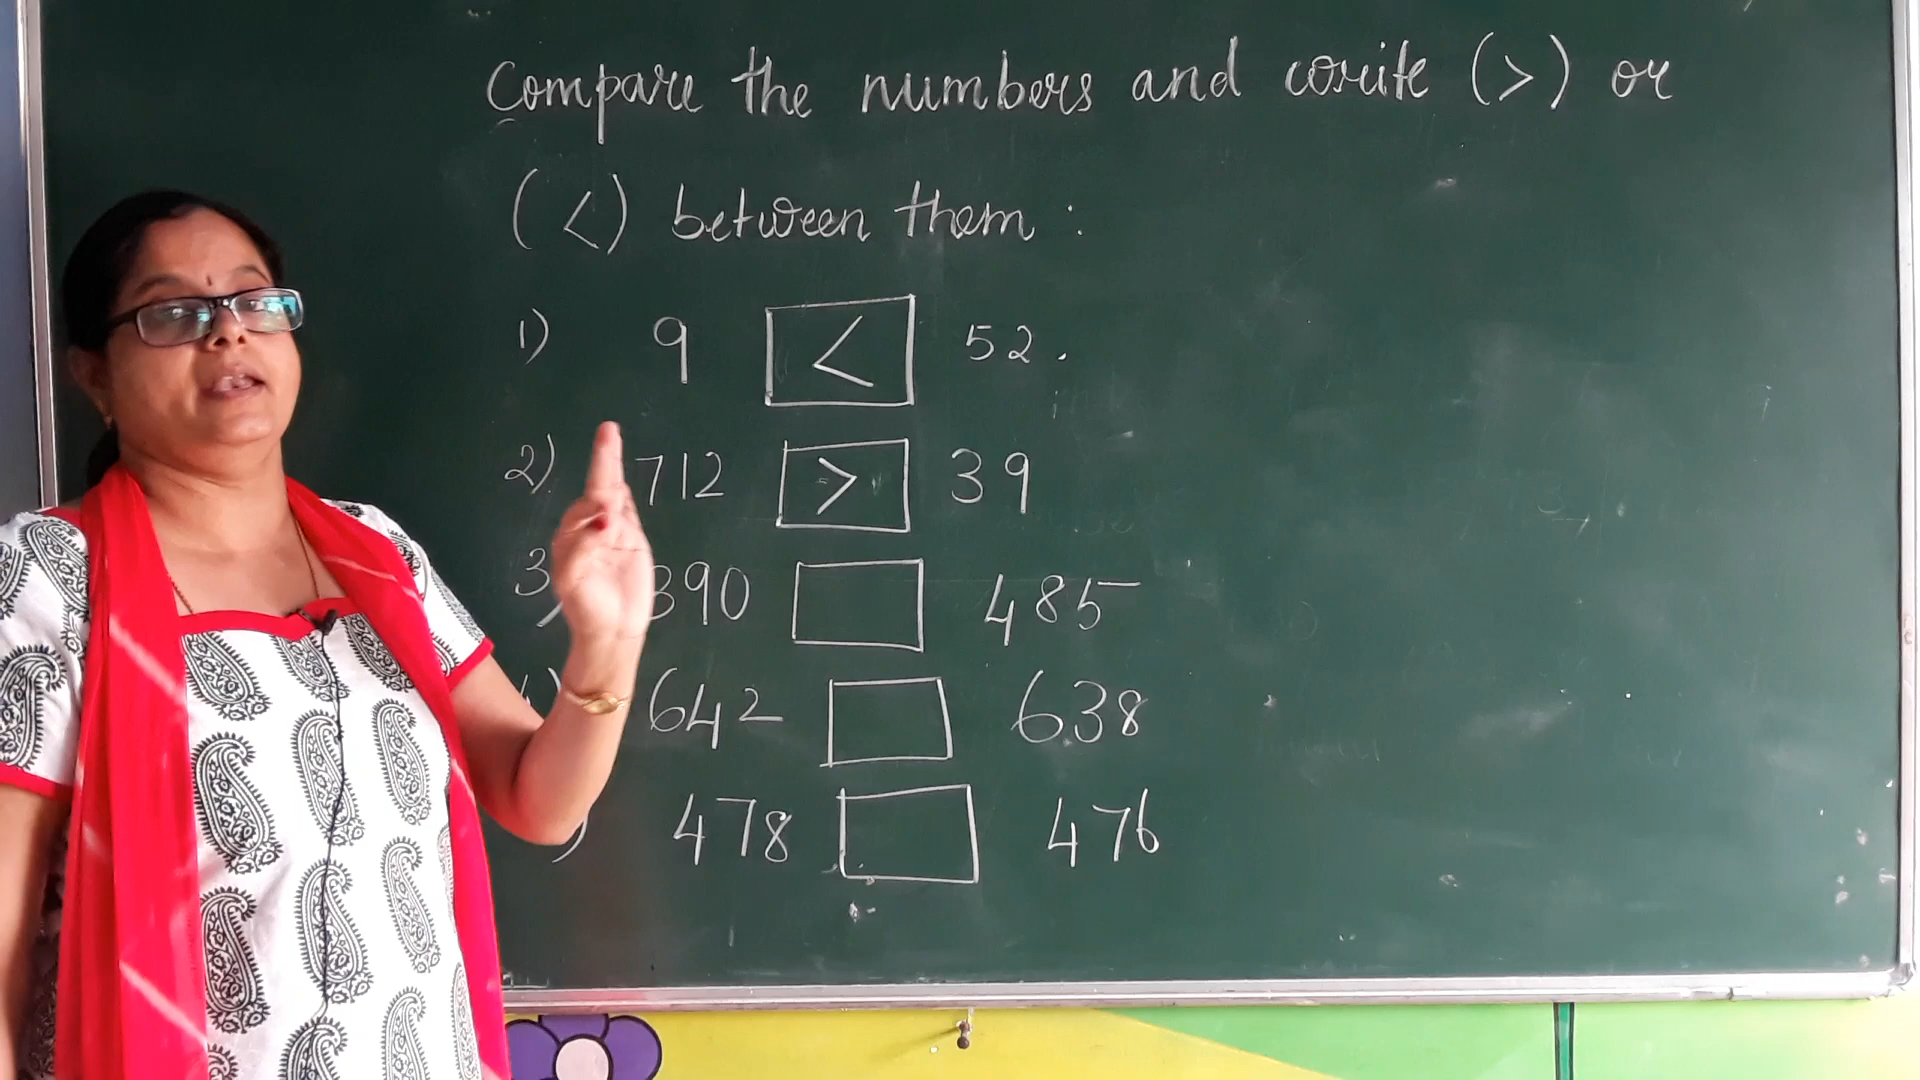 Compare the numbers and write (>) or
(<) between them :
1) 9 < 52.
2) 712 > 39
3) 390 485
642 638
) 478 476